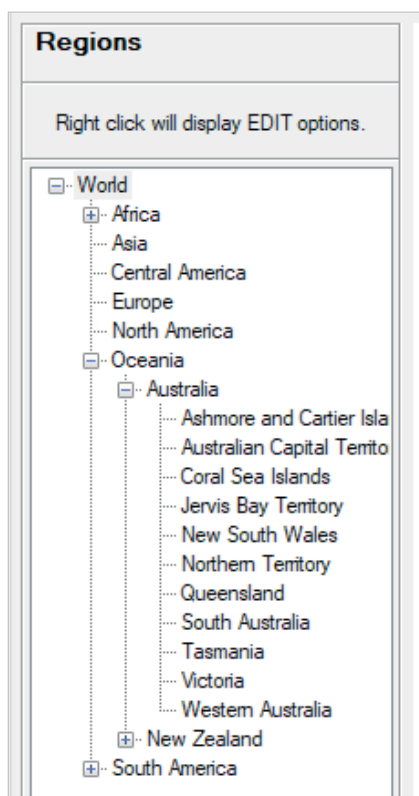 Regions
Right click will display EDIT options.
World
Africa
Asia
Central America
Europe
North America
Oceania
Australia
Ashmore and Cartier Isla
Australian Capital Territo
Coral Sea Islands
Jervis Bay Territory
New South Wales
Northern Territory
Queensland
South Australia
Tasmania
Victoria
Western Australia
New Zealand
South America